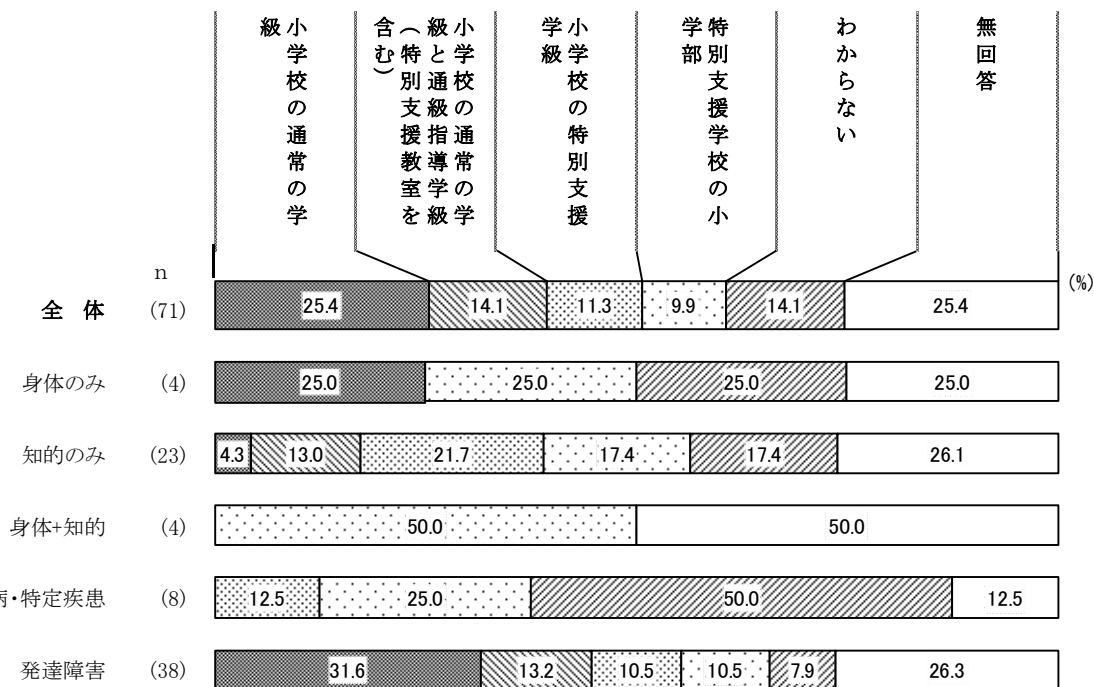 小学校の通常の学
級
小学校の通常の学
級と通級指導学級
（特別支援教室を
含む）
小学校の特別支援
学級
特別支援学校の小
学部
わからない
無回答
n
(%)
全 体 (71) 25.4 14.1 11.3 9.9 14.1 25.4
身体のみ (4) 25.0 25.0 25.0 25.0
知的のみ (23) 4.3 13.0 21.7 17.4 17.4 26.1
身体+知的 (4) 50.0 50.0
・特定疾患 (8) 12.5 25.0 50.0 12.5
発達障害 (38) 31.6 13.2 10.5 10.5 7.9 26.3